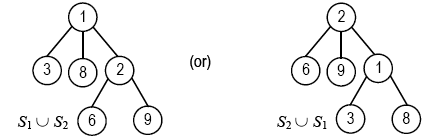 1
3 8 2
S₁ ∪ S₂ 6 9
(or)
2
6 9 1
S₂ ∪ S₁ 3 8